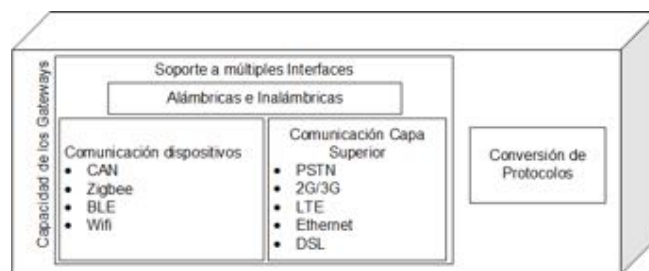 Capacidad de los Gateways
Soporte a múltiples Interfaces
Alámbricas e Inalámbricas
Comunicación dispositivos
• CAN
• Zigbee
• BLE
• Wifi
Comunicación Capa
Superior
• PSTN
• 2G/3G
• LTE
• Ethernet
• DSL
Conversión de
Protocolos